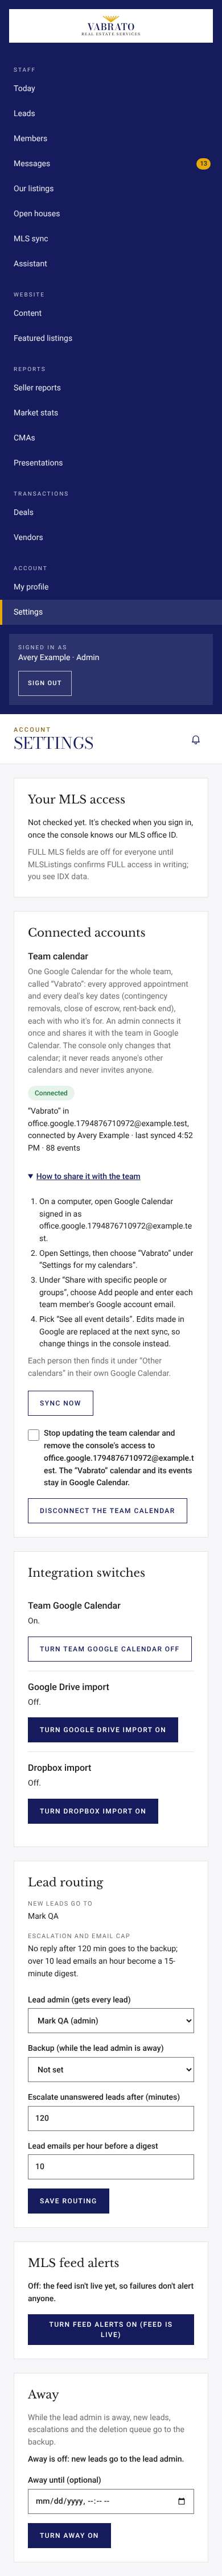 VABRATO
REAL ESTATE SERVICES
STAFF
Today
Leads
Members
Messages
13
Our listings
Open houses
MLS sync
Assistant
WEBSITE
Content
Featured listings
REPORTS
Seller reports
Market stats
CMAs
Presentations
TRANSACTIONS
Deals
Vendors
ACCOUNT
My profile
Settings
SIGNED IN AS
Avery Example · Admin
SIGN OUT
ACCOUNT
SETTINGS
Your MLS access
Not checked yet. It's checked when you sign in,
once the console knows our MLS office ID.
FULL MLS fields are off for everyone until
MLSListings confirms FULL access in writing;
you see IDX data.
Connected accounts
Team calendar
One Google Calendar for the whole team,
called “Vabrato”: every approved appointment
and every deal's key dates (contingency
removals, close of escrow, rent-back end),
each with who it's for. An admin connects it
once and shares it with the team in Google
Calendar. The console only changes that
calendar; it never reads anyone's other
calendars and never invites anyone.
Connected
“Vabrato” in
office.google.1794876710972@example.test,
connected by Avery Example · last synced 4:52
PM · 88 events
▼ How to share it with the team
1. On a computer, open Google Calendar
signed in as
office.google.1794876710972@example.te
st.
2. Open Settings, then choose “Vabrato” under
“Settings for my calendars”.
3. Under “Share with specific people or
groups”, choose Add people and enter each
team member's Google account email.
4. Pick “See all event details”. Edits made in
Google are replaced at the next sync, so
change things in the console instead.
Each person then finds it under “Other
calendars” in their own Google Calendar.
SYNC NOW
Stop updating the team calendar and
remove the console's access to
office.google.1794876710972@example.t
est. The “Vabrato” calendar and its events
stay in Google Calendar.
DISCONNECT THE TEAM CALENDAR
Integration switches
Team Google Calendar
On.
TURN TEAM GOOGLE CALENDAR OFF
Google Drive import
Off.
TURN GOOGLE DRIVE IMPORT ON
Dropbox import
Off.
TURN DROPBOX IMPORT ON
Lead routing
NEW LEADS GO TO
Mark QA
ESCALATION AND EMAIL CAP
No reply after 120 min goes to the backup;
over 10 lead emails an hour become a 15-
minute digest.
Lead admin (gets every lead)
Mark QA (admin)
Backup (while the lead admin is away)
Not set
Escalate unanswered leads after (minutes)
120
Lead emails per hour before a digest
10
SAVE ROUTING
MLS feed alerts
Off: the feed isn't live yet, so failures don't alert
anyone.
TURN FEED ALERTS ON (FEED IS
LIVE)
Away
While the lead admin is away, new leads,
escalations and the deletion queue go to the
backup.
Away is off: new leads go to the lead admin.
Away until (optional)
mm/dd/yyyy, --:-- --
TURN AWAY ON